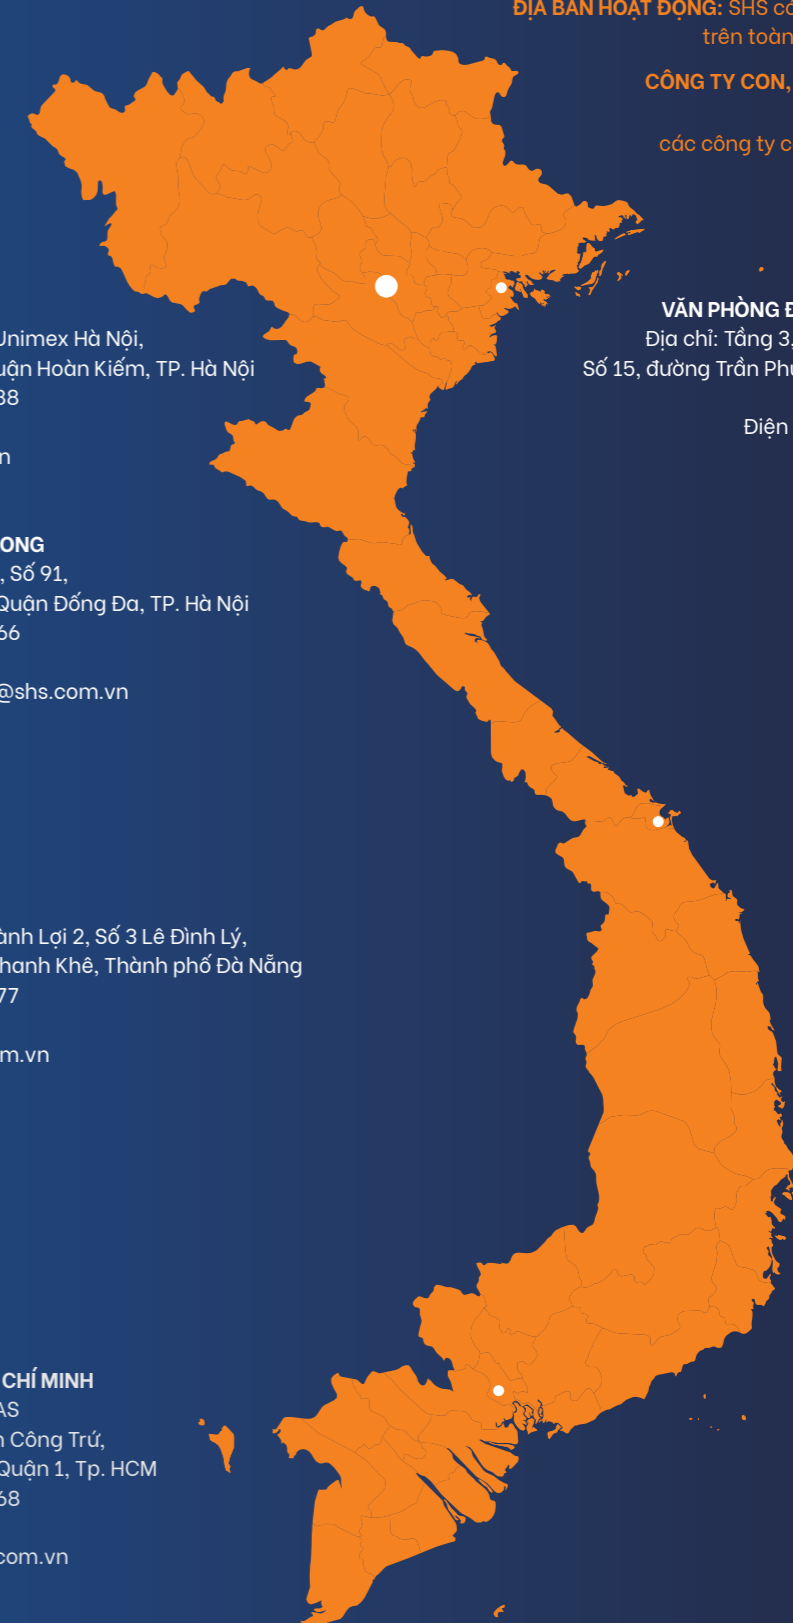 ĐỊA BÀN HOẠT ĐỘNG: SHS có
trên toàn
CÔNG TY CON,
các công ty c
VĂN PHÒNG Đ
Địa chỉ: Tầng 3,
Số 15, đường Trần Phú
Điện
Unimex Hà Nội,
uận Hoàn Kiếm, TP. Hà Nội
38
n
ONG
, Số 91,
Quận Đống Đa, TP. Hà Nội
66
@shs.com.vn
ành Lợi 2, Số 3 Lê Đình Lý,
hanh Khê, Thành phố Đà Nẵng
77
m.vn
CHÍ MINH
AS
n Công Trứ,
Quận 1, Tp. HCM
68
com.vn